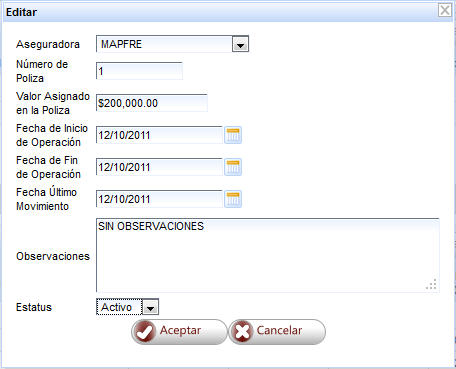 Editar
Aseguradora MAPFRE
Número de
Poliza 1
Valor Asignado
en la Poliza $200,000.00
Fecha de Inicio
de Operación 12/10/2011
Fecha de Fin
de Operación 12/10/2011
Fecha Último
Movimiento 12/10/2011
Observaciones SIN OBSERVACIONES
Estatus Activo
Aceptar Cancelar